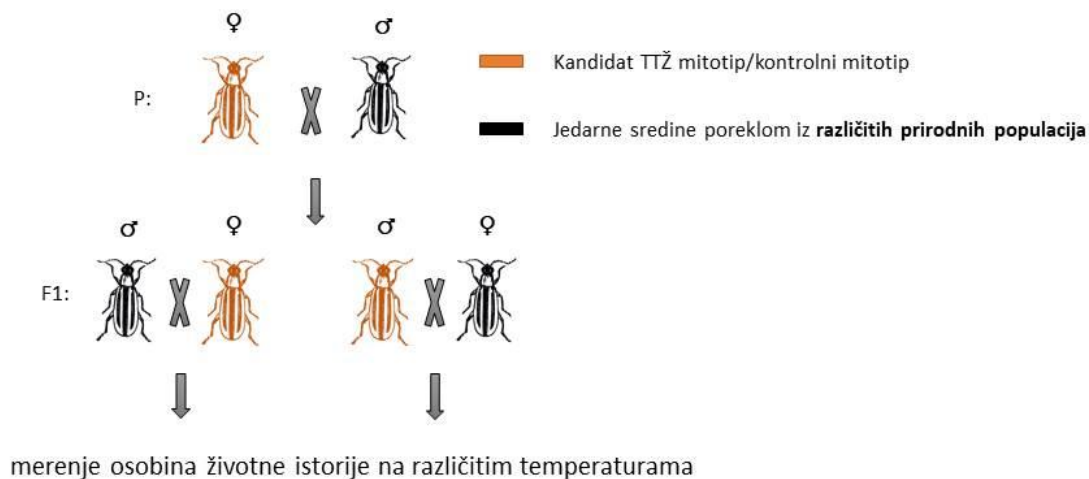 ♀ ♂
P:
Kandidat TTŽ mitotip/kontrolni mitotip
Jedarne sredine poreklom iz različitih prirodnih populacija
♂ ♀ ♂ ♀
F1:
merenje osobina životne istorije na različitim temperaturama